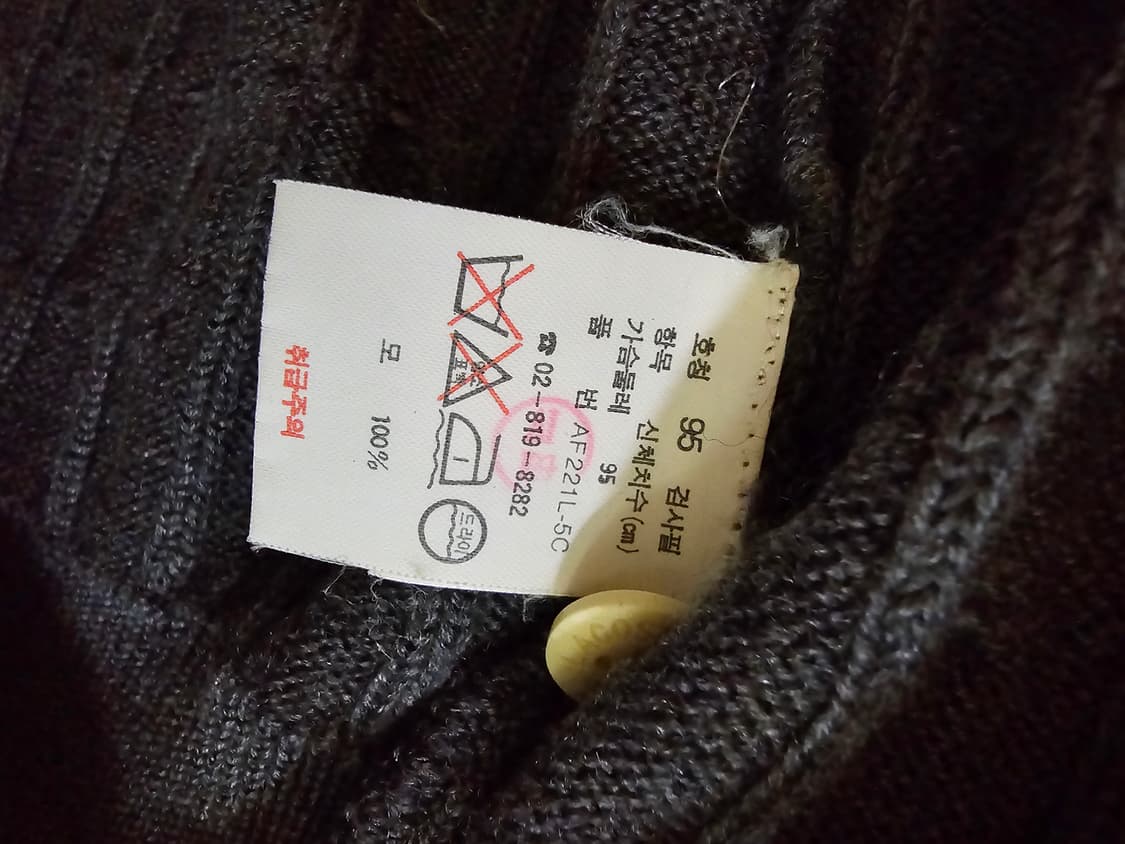 호칭 95 검사필
항목 신체치수(cm)
가슴둘레 95
품 번 AF221L-5C
☎ 02-819-8282
드라이
모 100%
취급주의